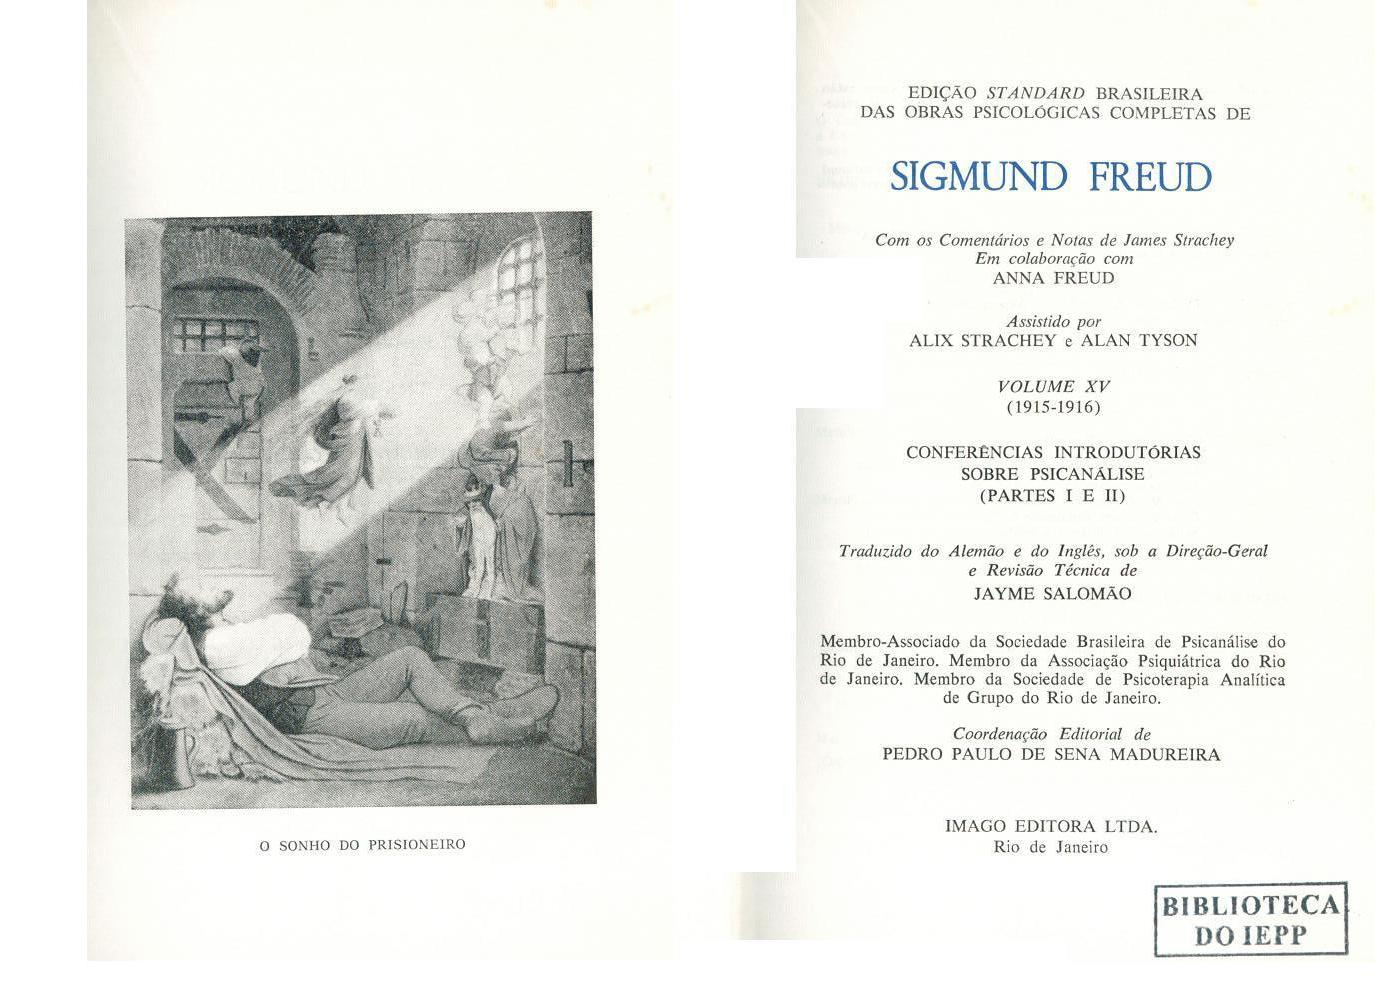 O SONHO DO PRISIONEIRO
EDIÇÃO STANDARD BRASILEIRA
DAS OBRAS PSICOLÓGICAS COMPLETAS DE
SIGMUND FREUD
Com os Comentários e Notas de James Strachey
Em colaboração com
ANNA FREUD
Assistido por
ALIX STRACHEY e ALAN TYSON
VOLUME XV
(1915-1916)
CONFERÊNCIAS INTRODUTÓRIAS
SOBRE PSICANÁLISE
(PARTES I E II)
Traduzido do Alemão e do Inglês, sob a Direção-Geral
e Revisão Técnica de
JAYME SALOMÃO
Membro-Associado da Sociedade Brasileira de Psicanálise do
Rio de Janeiro. Membro da Associação Psiquiátrica do Rio
de Janeiro. Membro da Sociedade de Psicoterapia Analítica
de Grupo do Rio de Janeiro.
Coordenação Editorial de
PEDRO PAULO DE SENA MADUREIRA
IMAGO EDITORA LTDA.
Rio de Janeiro
BIBLIOTECA
DO IEPP